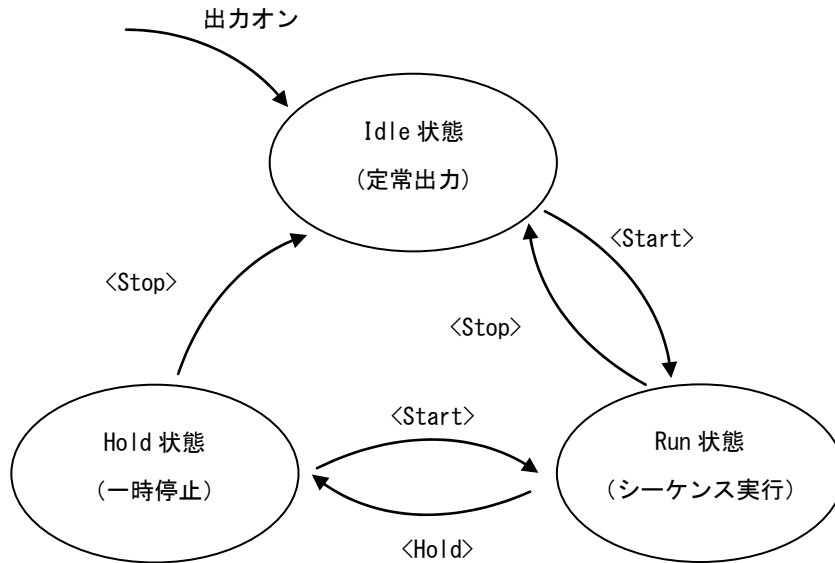 出力オン
Idle 状態
（定常出力）
<Start>
<Stop>
<Stop>
<Start>
Hold 状態
（一時停止）
Run 状態
（シーケンス実行）
<Hold>